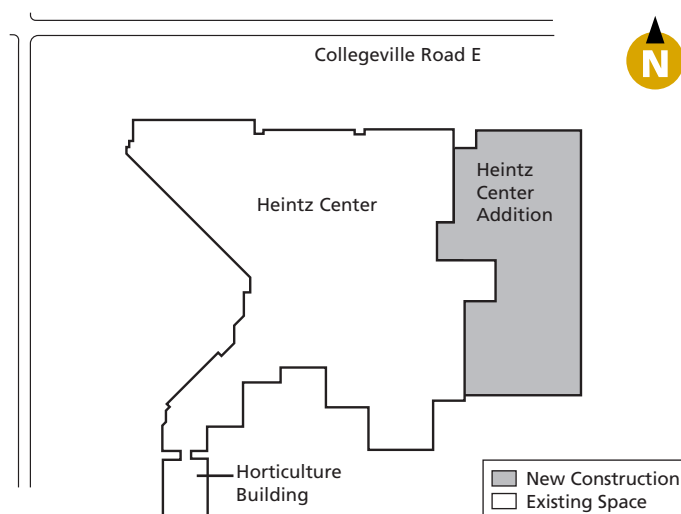 Collegeville Road E
N
Heintz Center
Heintz
Center
Addition
Horticulture
Building
New Construction
Existing Space